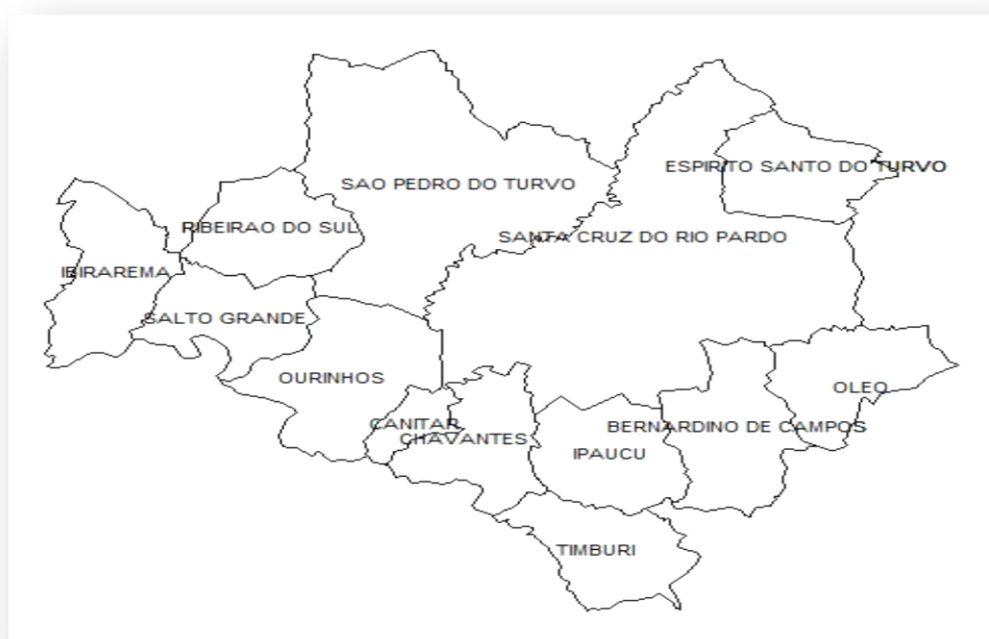 ESPIRITO SANTO DO TURVO
SAO PEDRO DO TURVO
RIBEIRAO DO SUL
SANTA CRUZ DO RIO PARDO
IBIRAREMA
SALTO GRANDE
OURINHOS
OLEO
CANITAR
BERNARDINO DE CAMPOS
CHAVANTES
IPAUCU
TIMBURI